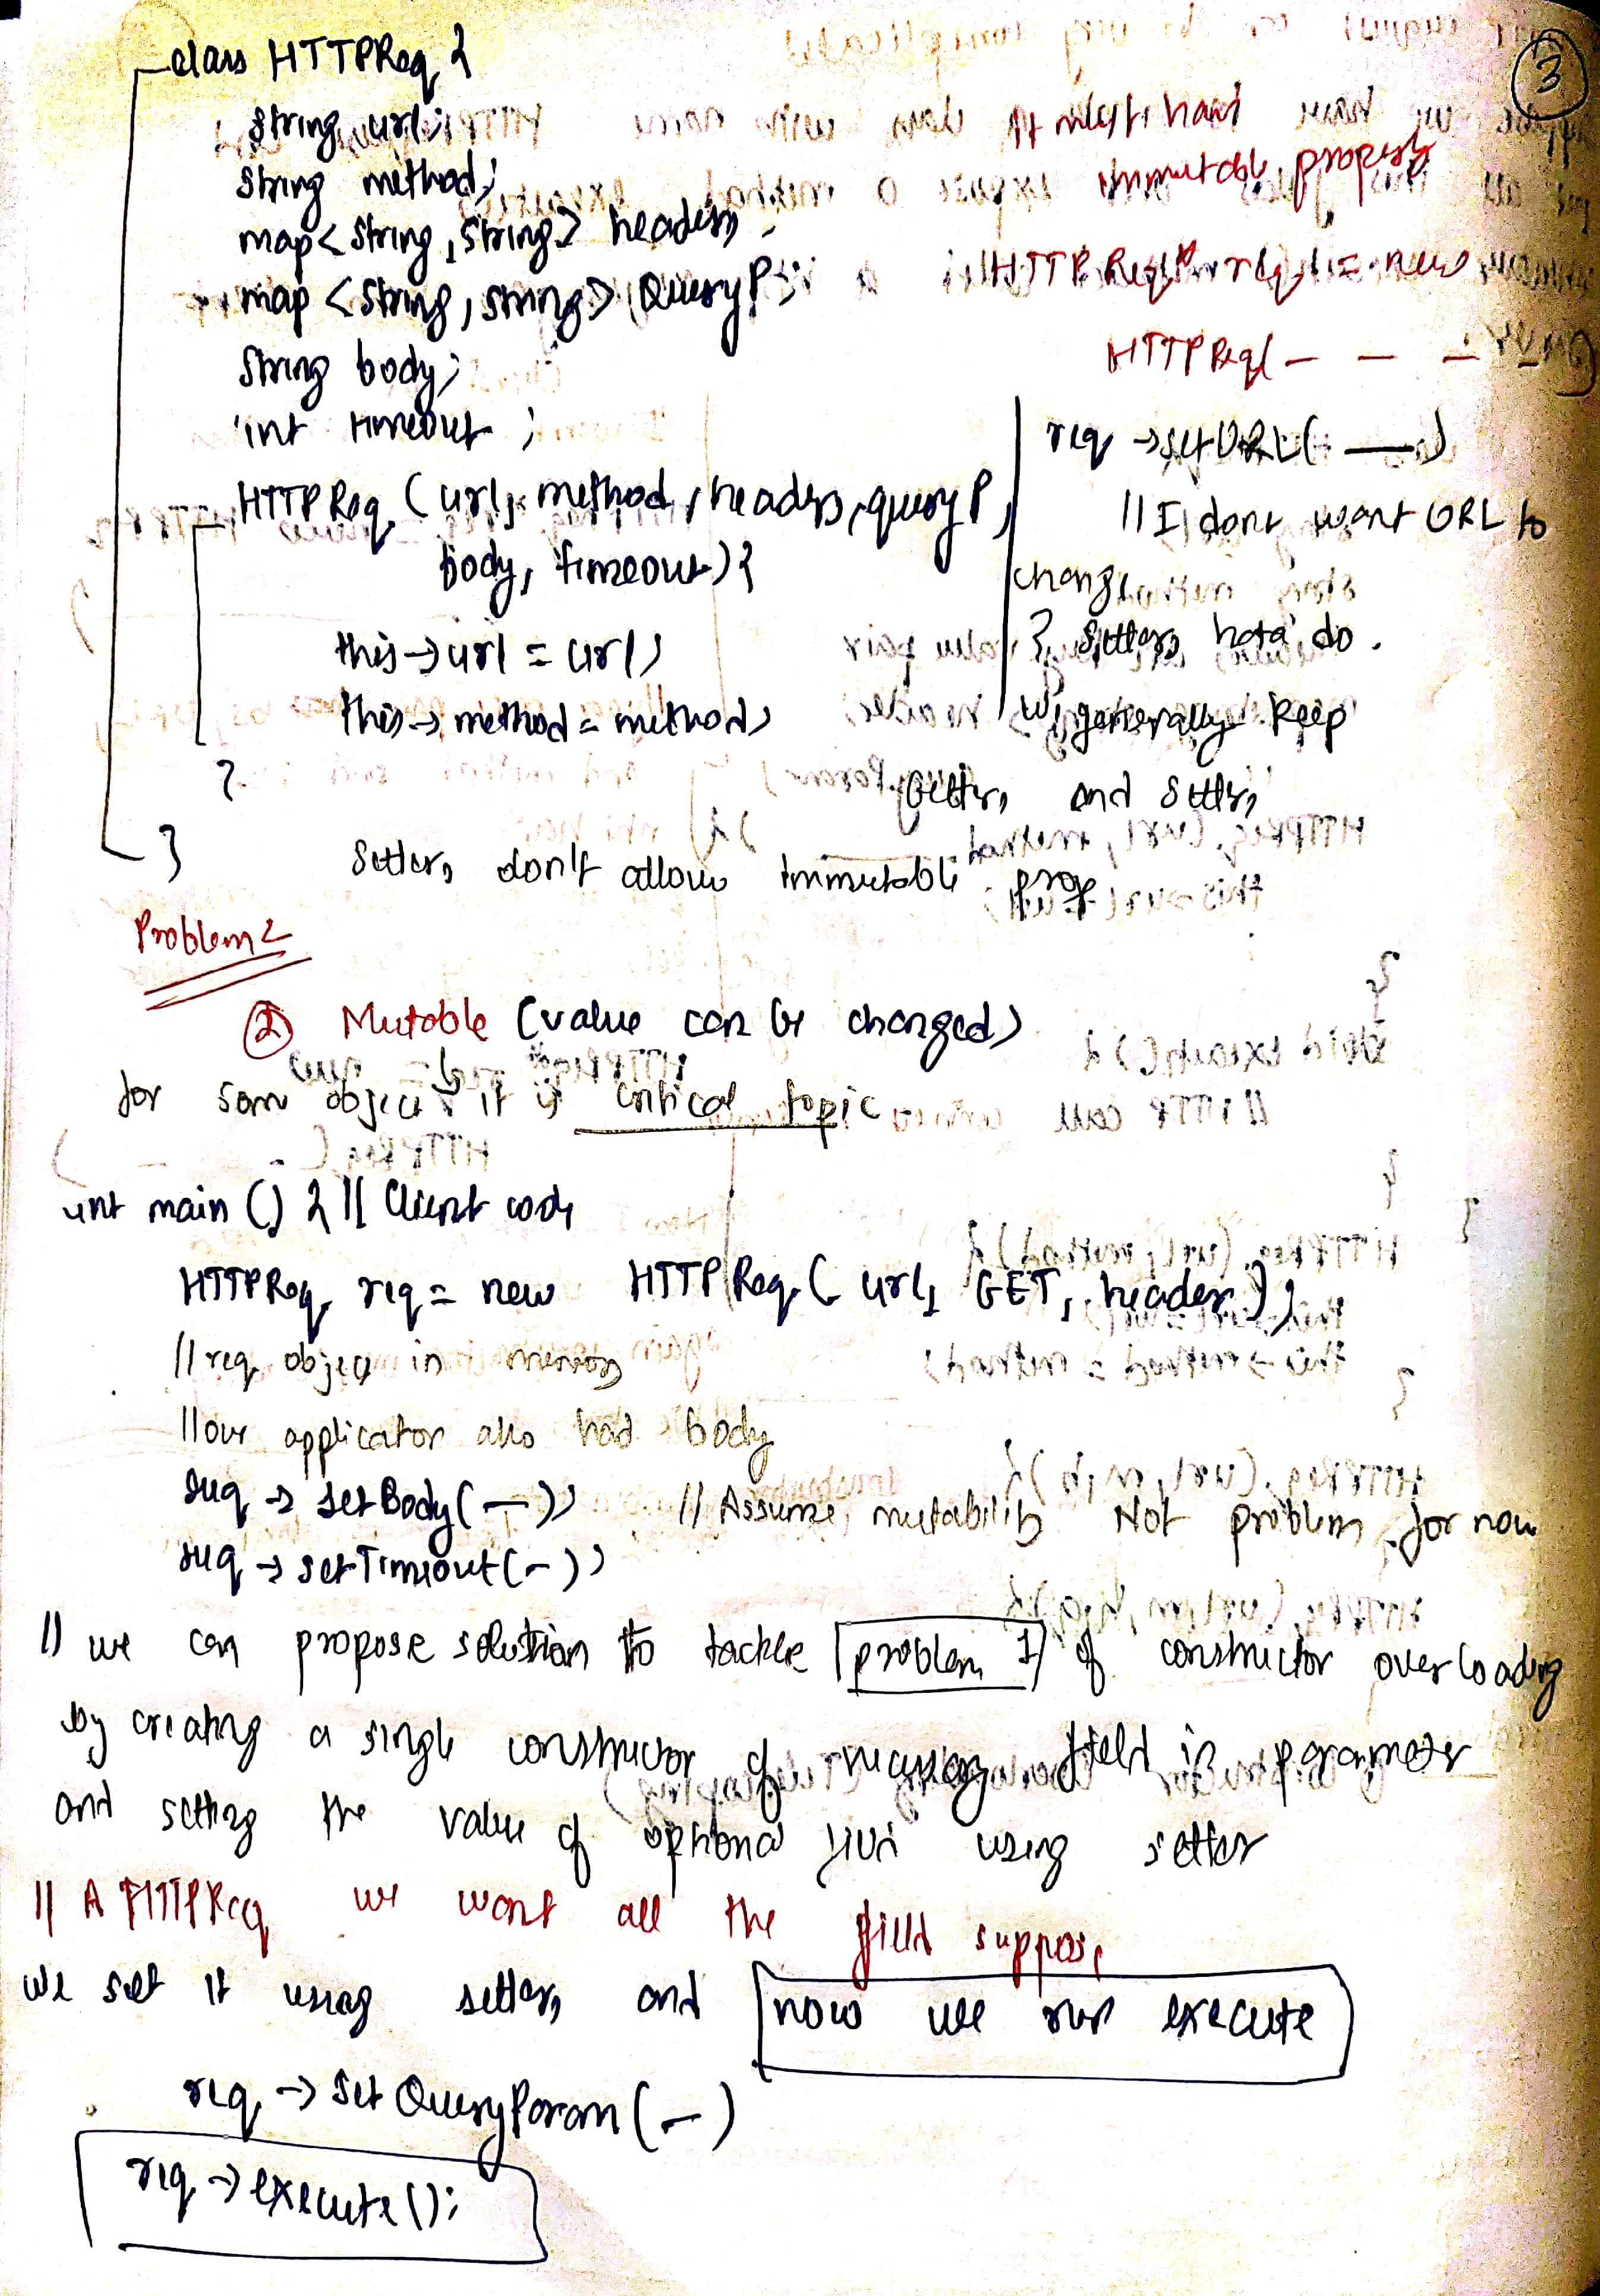 3
class HTTPReq {
string url;
string method;
map<string, string> headers;
map <string, string> QueryP;
string body;
int timeout ;
HTTPReq (url, method, headers, queryP,
body, timeout) {
this->url = url;
this-> method = method;
}
}
It might have
immutable property
HTTPReq* req = new
HTTPReq( - - -
req ->setURL( — )
// I dont want URL to
change
} Setters hota do.
We generally keep
Getters and setters
Setters don't allow Immutable prop
Problem 2
② Mutable (value can be changed)
for some object it is critical topic
int main () { // Client code
HTTPReq req = new HTTPReq ( url, GET, header);
// req object in memory
// our application also had body
req -> setBody( — ); // Assume mutability Not problem for now
req -> setTimeout( - );
// we can propose solution to tackle problem 1 of constructor overloading
by creating a single constructor of necessary field in parameter
and setting the value of optional field using setter
// A HTTPReq we want all the field suppose
we set it using setters and now we run execute
req -> setQueryParam ( - )
req -> execute();